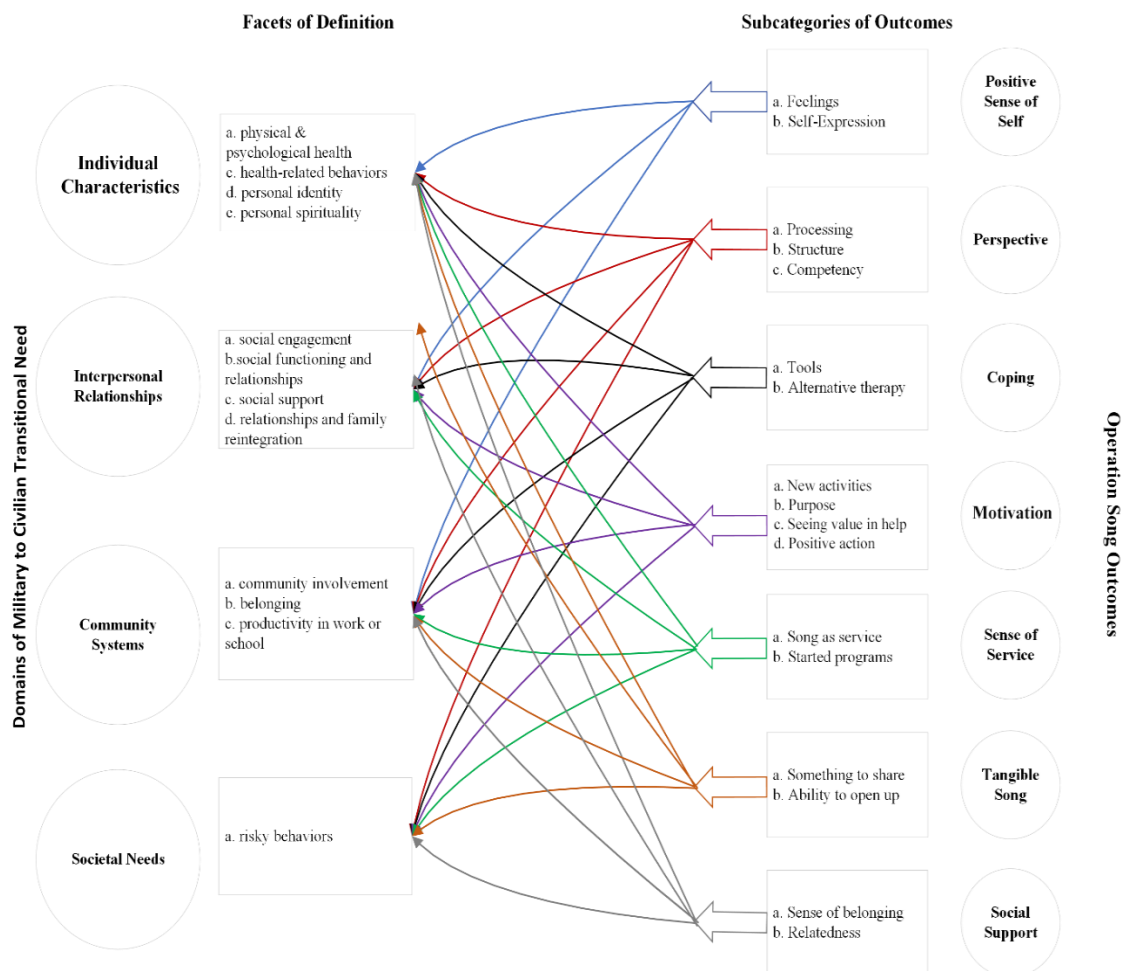 Facets of Definition
Subcategories of Outcomes
Domains of Military to Civilian Transitional Need
Individual
Characteristics
a. physical &
psychological health
c. health-related behaviors
d. personal identity
e. personal spirituality
Interpersonal
Relationships
a. social engagement
b.social functioning and
relationships
c. social support
d. relationships and family
reintegration
Community
Systems
a. community involvement
b. belonging
c. productivity in work or
school
Societal Needs
a. risky behaviors
a. Feelings
b. Self-Expression
Positive
Sense of
Self
a. Processing
b. Structure
c. Competency
Perspective
a. Tools
b. Alternative therapy
Coping
a. New activities
b. Purpose
c. Seeing value in help
d. Positive action
Motivation
a. Song as service
b. Started programs
Sense of
Service
a. Something to share
b. Ability to open up
Tangible
Song
a. Sense of belonging
b. Relatedness
Social
Support
Operation Song Outcomes